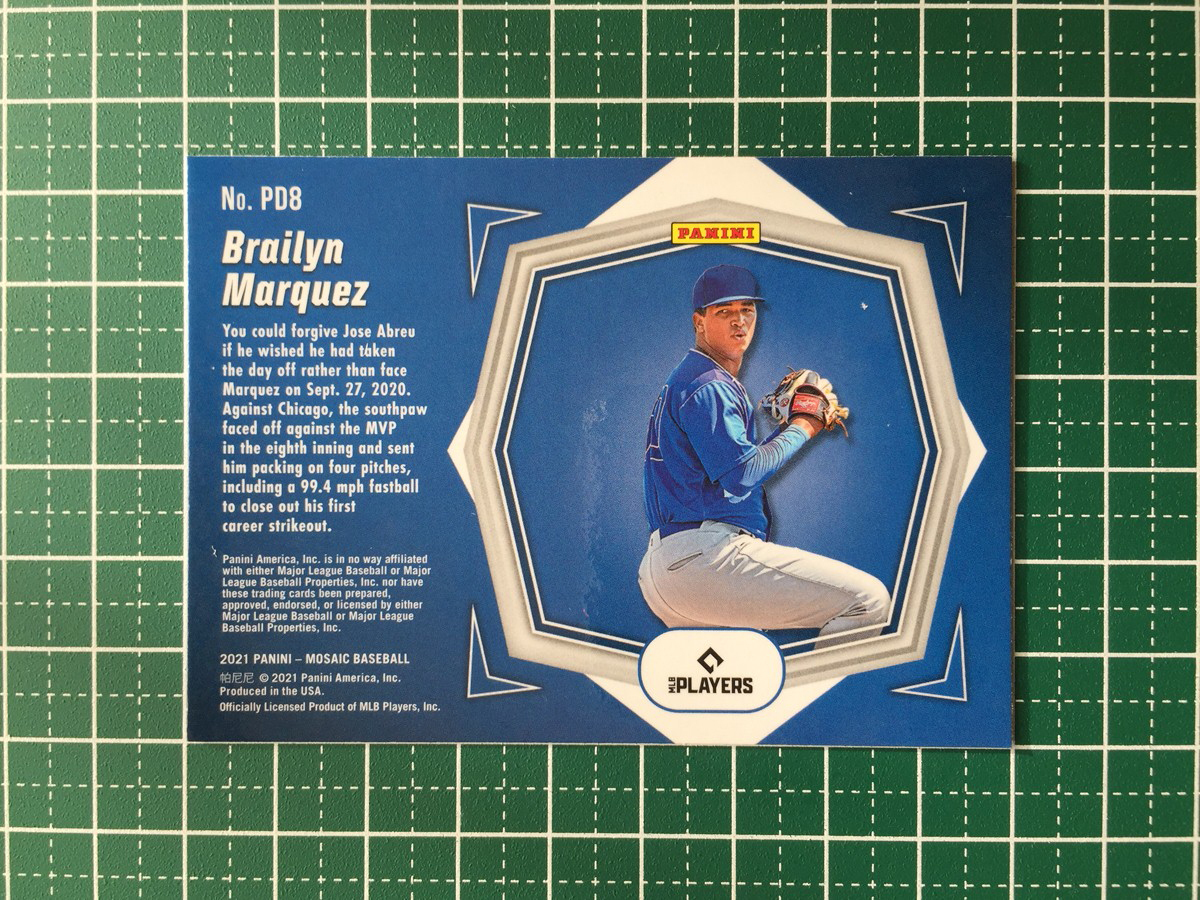 No. PD8
Brailyn
Marquez
You could forgive Jose Abreu
if he wished he had taken
the day off rather than face
Marquez on Sept. 27, 2020.
Against Chicago, the southpaw
faced off against the MVP
in the eighth inning and sent
him packing on four pitches,
including a 99.4 mph fastball
to close out his first
career strikeout.
Panini America, Inc. is in no way affiliated
with either Major League Baseball or Major
League Baseball Properties, Inc. nor have
these trading cards been prepared,
approved, endorsed, or licensed by either
Major League Baseball or Major League
Baseball Properties, Inc.
2021 PANINI – MOSAIC BASEBALL
帕尼尼 © 2021 Panini America, Inc.
Produced in the USA.
Officially Licensed Product of MLB Players, Inc.
PANINI
MLB PLAYERS